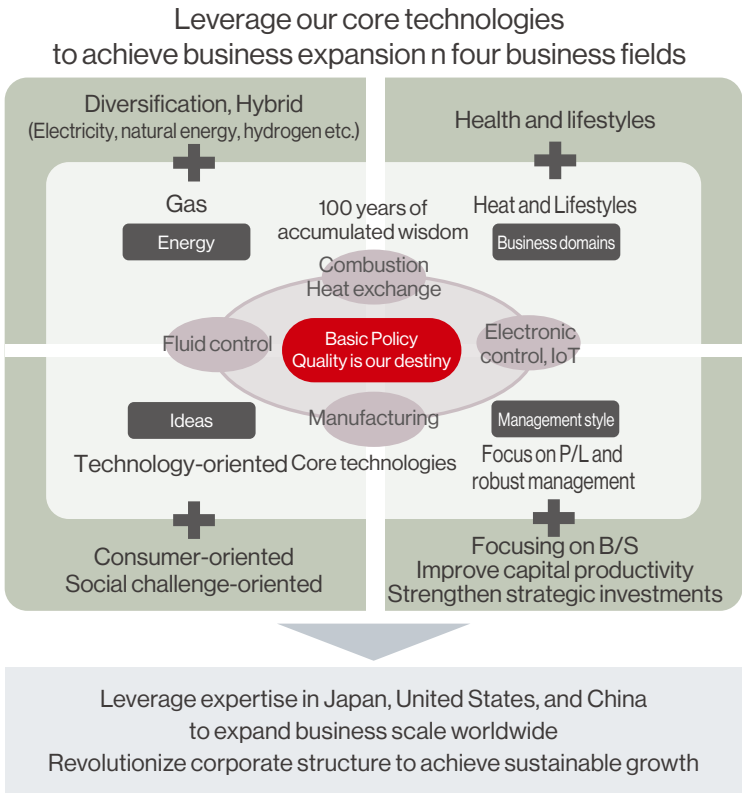 Leverage our core technologies
to achieve business expansion n four business fields
Diversification, Hybrid
(Electricity, natural energy, hydrogen etc.)
Health and lifestyles
Gas
Energy
100 years of
accumulated wisdom
Heat and Lifestyles
Business domains
Combustion
Heat exchange
Fluid control
Basic Policy
Quality is our destiny
Electronic
control, IoT
Ideas
Technology-oriented
Manufacturing
Core technologies
Management style
Focus on P/L and
robust management
Consumer-oriented
Social challenge-oriented
Focusing on B/S
Improve capital productivity
Strengthen strategic investments
Leverage expertise in Japan, United States, and China
to expand business scale worldwide
Revolutionize corporate structure to achieve sustainable growth